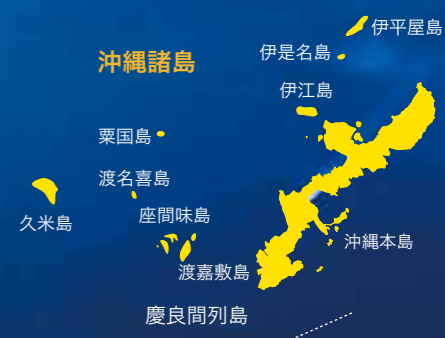 伊平屋島
伊是名島
沖縄諸島
伊江島
粟国島
渡名喜島
座間味島
久米島
沖縄本島
渡嘉敷島
慶良間列島